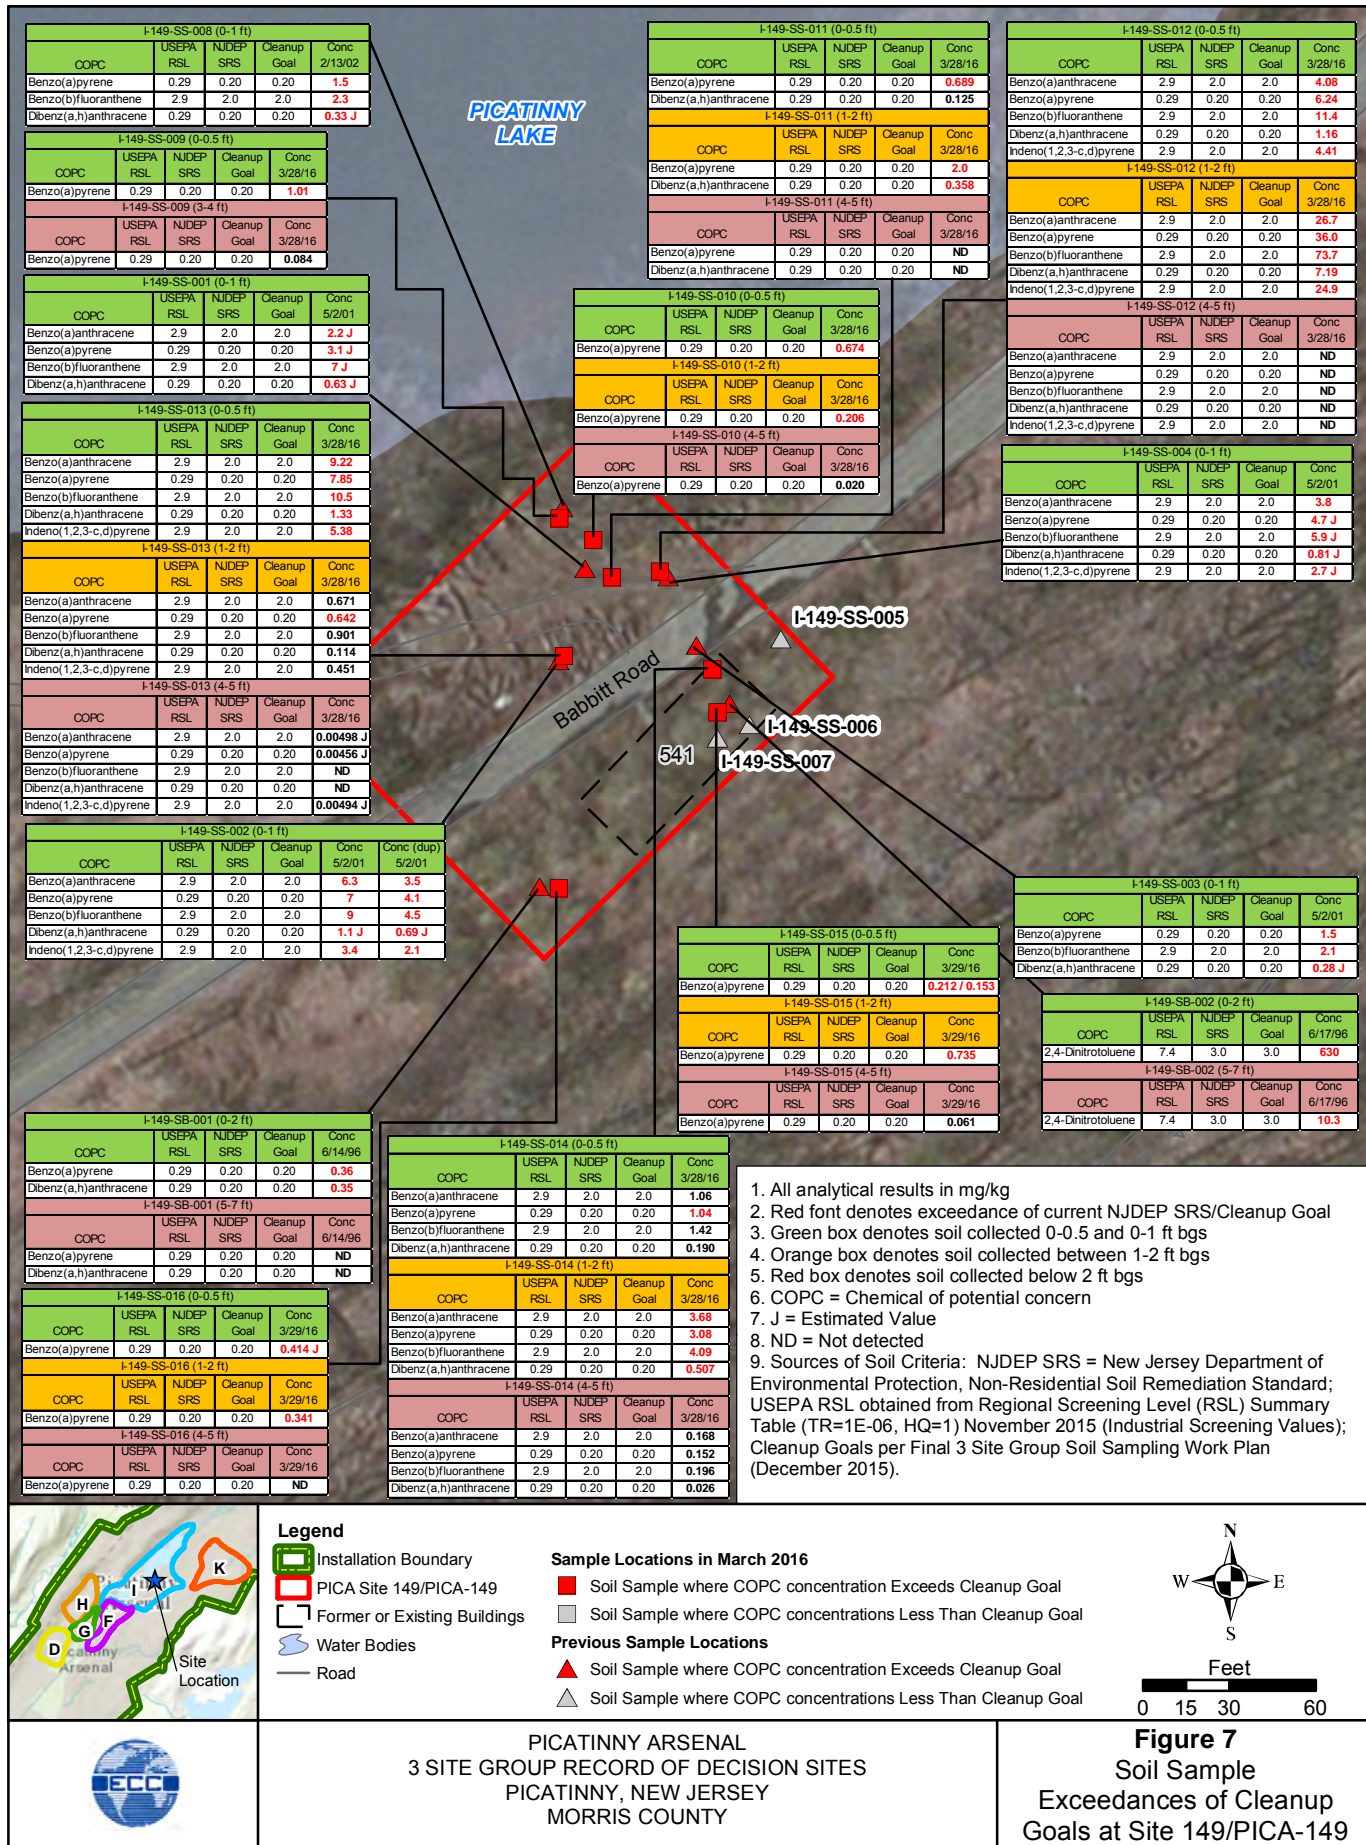 I-149-SS-008 (0-1 ft)
COPC USEPA RSL NJDEP SRS Cleanup Goal Conc 2/13/02
Benzo(a)pyrene 0.29 0.20 0.20 1.5
Benzo(b)fluoranthene 2.9 2.0 2.0 2.3
Dibenz(a,h)anthracene 0.29 0.20 0.20 0.33 J
I-149-SS-009 (0-0.5 ft)
COPC USEPA RSL NJDEP SRS Cleanup Goal Conc 3/28/16
Benzo(a)pyrene 0.29 0.20 0.20 1.01
I-149-SS-009 (3-4 ft)
COPC USEPA RSL NJDEP SRS Cleanup Goal Conc 3/28/16
Benzo(a)pyrene 0.29 0.20 0.20 0.084
I-149-SS-001 (0-1 ft)
COPC USEPA RSL NJDEP SRS Cleanup Goal Conc 5/2/01
Benzo(a)anthracene 2.9 2.0 2.0 2.2 J
Benzo(a)pyrene 0.29 0.20 0.20 3.1 J
Benzo(b)fluoranthene 2.9 2.0 2.0 7 J
Dibenz(a,h)anthracene 0.29 0.20 0.20 0.63 J
I-149-SS-013 (0-0.5 ft)
COPC USEPA RSL NJDEP SRS Cleanup Goal Conc 3/28/16
Benzo(a)anthracene 2.9 2.0 2.0 9.22
Benzo(a)pyrene 0.29 0.20 0.20 7.85
Benzo(b)fluoranthene 2.9 2.0 2.0 10.5
Dibenz(a,h)anthracene 0.29 0.20 0.20 1.33
Indeno(1,2,3-c,d)pyrene 2.9 2.0 2.0 5.38
I-149-SS-013 (1-2 ft)
COPC USEPA RSL NJDEP SRS Cleanup Goal Conc 3/28/16
Benzo(a)anthracene 2.9 2.0 2.0 0.671
Benzo(a)pyrene 0.29 0.20 0.20 0.642
Benzo(b)fluoranthene 2.9 2.0 2.0 0.901
Dibenz(a,h)anthracene 0.29 0.20 0.20 0.114
Indeno(1,2,3-c,d)pyrene 2.9 2.0 2.0 0.451
I-149-SS-013 (4-5 ft)
COPC USEPA RSL NJDEP SRS Cleanup Goal Conc 3/28/16
Benzo(a)anthracene 2.9 2.0 2.0 0.00498 J
Benzo(a)pyrene 0.29 0.20 0.20 0.00456 J
Benzo(b)fluoranthene 2.9 2.0 2.0 ND
Dibenz(a,h)anthracene 0.29 0.20 0.20 ND
Indeno(1,2,3-c,d)pyrene 2.9 2.0 2.0 0.00494 J
I-149-SS-002 (0-1 ft)
COPC USEPA RSL NJDEP SRS Cleanup Goal Conc 5/2/01 Conc (dup) 5/2/01
Benzo(a)anthracene 2.9 2.0 2.0 6.3 3.5
Benzo(a)pyrene 0.29 0.20 0.20 7 4.1
Benzo(b)fluoranthene 2.9 2.0 2.0 9 4.5
Dibenz(a,h)anthracene 0.29 0.20 0.20 1.1 J 0.69 J
Indeno(1,2,3-c,d)pyrene 2.9 2.0 2.0 3.4 2.1
I-149-SB-001 (0-2 ft)
COPC USEPA RSL NJDEP SRS Cleanup Goal Conc 6/14/96
Benzo(a)pyrene 0.29 0.20 0.20 0.36
Dibenz(a,h)anthracene 0.29 0.20 0.20 0.35
I-149-SB-001 (5-7 ft)
COPC USEPA RSL NJDEP SRS Cleanup Goal Conc 6/14/96
Benzo(a)pyrene 0.29 0.20 0.20 ND
Dibenz(a,h)anthracene 0.29 0.20 0.20 ND
I-149-SS-016 (0-0.5 ft)
COPC USEPA RSL NJDEP SRS Cleanup Goal Conc 3/29/16
Benzo(a)pyrene 0.29 0.20 0.20 0.414 J
I-149-SS-016 (1-2 ft)
COPC USEPA RSL NJDEP SRS Cleanup Goal Conc 3/29/16
Benzo(a)pyrene 0.29 0.20 0.20 0.341
I-149-SS-016 (4-5 ft)
COPC USEPA RSL NJDEP SRS Cleanup Goal Conc 3/29/16
Benzo(a)pyrene 0.29 0.20 0.20 ND
PICATINNY
LAKE
I-149-SS-011 (0-0.5 ft)
COPC USEPA RSL NJDEP SRS Cleanup Goal Conc 3/28/16
Benzo(a)pyrene 0.29 0.20 0.20 0.689
Dibenz(a,h)anthracene 0.29 0.20 0.20 0.125
I-149-SS-011 (1-2 ft)
COPC USEPA RSL NJDEP SRS Cleanup Goal Conc 3/28/16
Benzo(a)pyrene 0.29 0.20 0.20 2.0
Dibenz(a,h)anthracene 0.29 0.20 0.20 0.358
I-149-SS-011 (4-5 ft)
COPC USEPA RSL NJDEP SRS Cleanup Goal Conc 3/28/16
Benzo(a)pyrene 0.29 0.20 0.20 ND
Dibenz(a,h)anthracene 0.29 0.20 0.20 ND
I-149-SS-010 (0-0.5 ft)
COPC USEPA RSL NJDEP SRS Cleanup Goal Conc 3/28/16
Benzo(a)pyrene 0.29 0.20 0.20 0.674
I-149-SS-010 (1-2 ft)
COPC USEPA RSL NJDEP SRS Cleanup Goal Conc 3/28/16
Benzo(a)pyrene 0.29 0.20 0.20 0.206
I-149-SS-010 (4-5 ft)
COPC USEPA RSL NJDEP SRS Cleanup Goal Conc 3/28/16
Benzo(a)pyrene 0.29 0.20 0.20 0.020
I-149-SS-012 (0-0.5 ft)
COPC USEPA RSL NJDEP SRS Cleanup Goal Conc 3/28/16
Benzo(a)anthracene 2.9 2.0 2.0 4.08
Benzo(a)pyrene 0.29 0.20 0.20 6.24
Benzo(b)fluoranthene 2.9 2.0 2.0 11.4
Dibenz(a,h)anthracene 0.29 0.20 0.20 1.16
Indeno(1,2,3-c,d)pyrene 2.9 2.0 2.0 4.41
I-149-SS-012 (1-2 ft)
COPC USEPA RSL NJDEP SRS Cleanup Goal Conc 3/28/16
Benzo(a)anthracene 2.9 2.0 2.0 26.7
Benzo(a)pyrene 0.29 0.20 0.20 36.0
Benzo(b)fluoranthene 2.9 2.0 2.0 73.7
Dibenz(a,h)anthracene 0.29 0.20 0.20 7.19
Indeno(1,2,3-c,d)pyrene 2.9 2.0 2.0 24.9
I-149-SS-012 (4-5 ft)
COPC USEPA RSL NJDEP SRS Cleanup Goal Conc 3/28/16
Benzo(a)anthracene 2.9 2.0 2.0 ND
Benzo(a)pyrene 0.29 0.20 0.20 ND
Benzo(b)fluoranthene 2.9 2.0 2.0 ND
Dibenz(a,h)anthracene 0.29 0.20 0.20 ND
Indeno(1,2,3-c,d)pyrene 2.9 2.0 2.0 ND
I-149-SS-004 (0-1 ft)
COPC USEPA RSL NJDEP SRS Cleanup Goal Conc 5/2/01
Benzo(a)anthracene 2.9 2.0 2.0 3.8
Benzo(a)pyrene 0.29 0.20 0.20 4.7 J
Benzo(b)fluoranthene 2.9 2.0 2.0 5.9 J
Dibenz(a,h)anthracene 0.29 0.20 0.20 0.81 J
Indeno(1,2,3-c,d)pyrene 2.9 2.0 2.0 2.7 J
I-149-SS-005
Babbitt Road
I-149-SS-006
541
I-149-SS-007
I-149-SS-003 (0-1 ft)
COPC USEPA RSL NJDEP SRS Cleanup Goal Conc 5/2/01
Benzo(a)pyrene 0.29 0.20 0.20 1.5
Benzo(b)fluoranthene 2.9 2.0 2.0 2.1
Dibenz(a,h)anthracene 0.29 0.20 0.20 0.28 J
I-149-SB-002 (0-2 ft)
COPC USEPA RSL NJDEP SRS Cleanup Goal Conc 6/17/96
2,4-Dinitrotoluene 7.4 3.0 3.0 630
I-149-SB-002 (5-7 ft)
COPC USEPA RSL NJDEP SRS Cleanup Goal Conc 6/17/96
2,4-Dinitrotoluene 7.4 3.0 3.0 10.3
I-149-SS-015 (0-0.5 ft)
COPC USEPA RSL NJDEP SRS Cleanup Goal Conc 3/29/16
Benzo(a)pyrene 0.29 0.20 0.20 0.212 / 0.153
I-149-SS-015 (1-2 ft)
COPC USEPA RSL NJDEP SRS Cleanup Goal Conc 3/29/16
Benzo(a)pyrene 0.29 0.20 0.20 0.735
I-149-SS-015 (4-5 ft)
COPC USEPA RSL NJDEP SRS Cleanup Goal Conc 3/29/16
Benzo(a)pyrene 0.29 0.20 0.20 0.061
I-149-SS-014 (0-0.5 ft)
COPC USEPA RSL NJDEP SRS Cleanup Goal Conc 3/28/16
Benzo(a)anthracene 2.9 2.0 2.0 1.06
Benzo(a)pyrene 0.29 0.20 0.20 1.04
Benzo(b)fluoranthene 2.9 2.0 2.0 1.42
Dibenz(a,h)anthracene 0.29 0.20 0.20 0.190
I-149-SS-014 (1-2 ft)
COPC USEPA RSL NJDEP SRS Cleanup Goal Conc 3/28/16
Benzo(a)anthracene 2.9 2.0 2.0 3.68
Benzo(a)pyrene 0.29 0.20 0.20 3.08
Benzo(b)fluoranthene 2.9 2.0 2.0 4.09
Dibenz(a,h)anthracene 0.29 0.20 0.20 0.507
I-149-SS-014 (4-5 ft)
COPC USEPA RSL NJDEP SRS Cleanup Goal Conc 3/28/16
Benzo(a)anthracene 2.9 2.0 2.0 0.168
Benzo(a)pyrene 0.29 0.20 0.20 0.152
Benzo(b)fluoranthene 2.9 2.0 2.0 0.196
Dibenz(a,h)anthracene 0.29 0.20 0.20 0.026
1. All analytical results in mg/kg
2. Red font denotes exceedance of current NJDEP SRS/Cleanup Goal
3. Green box denotes soil collected 0-0.5 and 0-1 ft bgs
4. Orange box denotes soil collected between 1-2 ft bgs
5. Red box denotes soil collected below 2 ft bgs
6. COPC = Chemical of potential concern
7. J = Estimated Value
8. ND = Not detected
9. Sources of Soil Criteria: NJDEP SRS = New Jersey Department of
Environmental Protection, Non-Residential Soil Remediation Standard;
USEPA RSL obtained from Regional Screening Level (RSL) Summary
Table (TR=1E-06, HQ=1) November 2015 (Industrial Screening Values);
Cleanup Goals per Final 3 Site Group Soil Sampling Work Plan
(December 2015).
K
I
H
F
G
D
Arsenal
Site
Location
Legend
Installation Boundary
PICA Site 149/PICA-149
Former or Existing Buildings
Water Bodies
Road
Sample Locations in March 2016
Soil Sample where COPC concentration Exceeds Cleanup Goal
Soil Sample where COPC concentrations Less Than Cleanup Goal
Previous Sample Locations
Soil Sample where COPC concentration Exceeds Cleanup Goal
Soil Sample where COPC concentrations Less Than Cleanup Goal
N
W E
S
Feet
0 15 30 60
ECC
PICATINNY ARSENAL
3 SITE GROUP RECORD OF DECISION SITES
PICATINNY, NEW JERSEY
MORRIS COUNTY
Figure 7
Soil Sample
Exceedances of Cleanup
Goals at Site 149/PICA-149